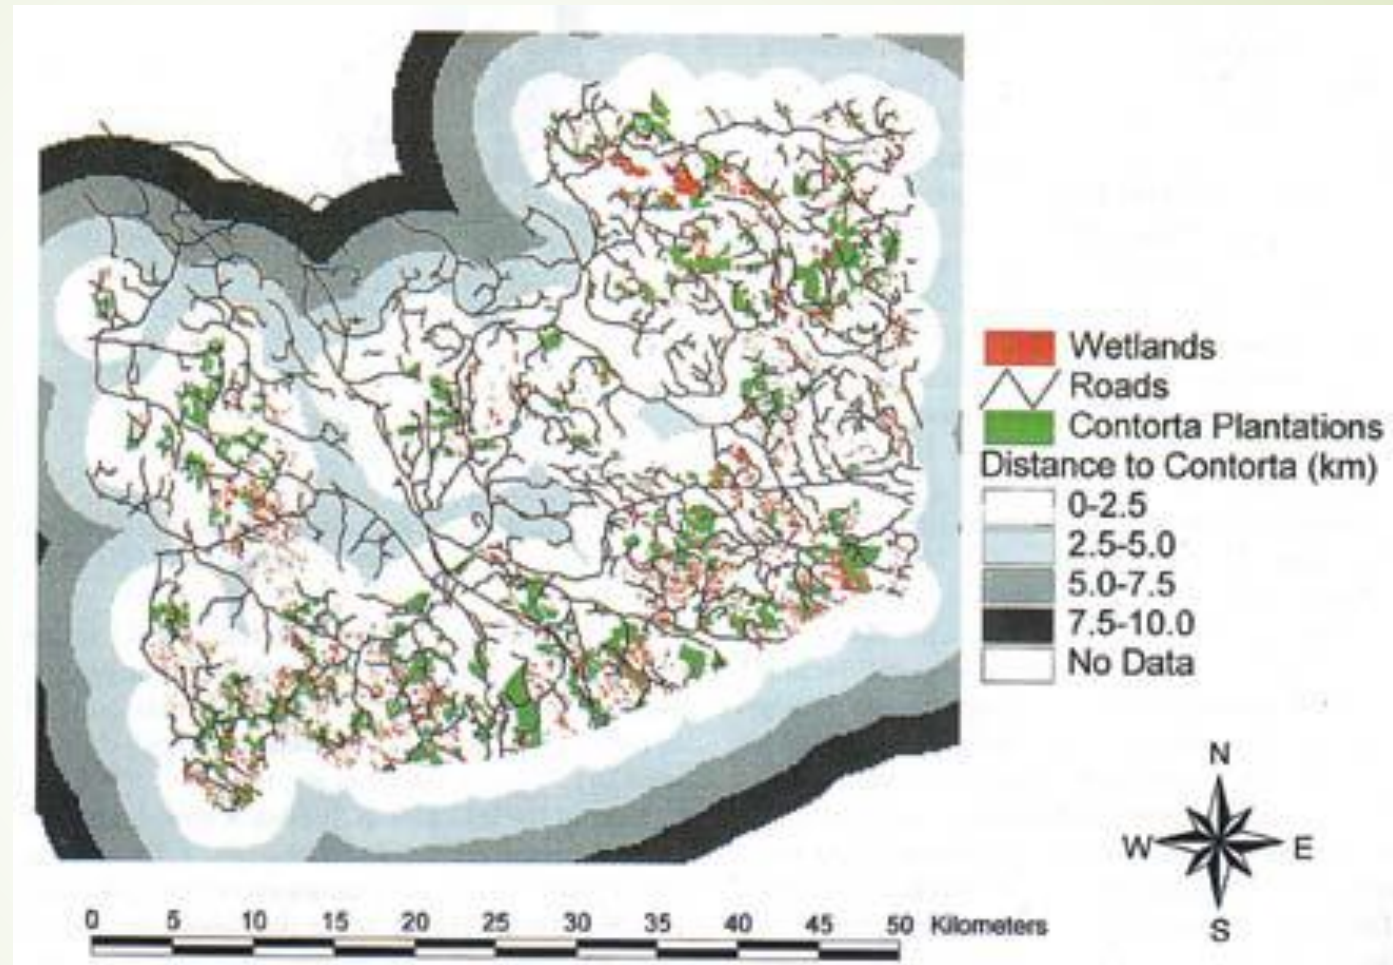 Wetlands
Roads
Contorta Plantations
Distance to Contorta (km)
0-2.5
2.5-5.0
5.0-7.5
7.5-10.0
No Data
N
W E
S
0 5 10 15 20 25 30 35 40 45 50 Kilometers